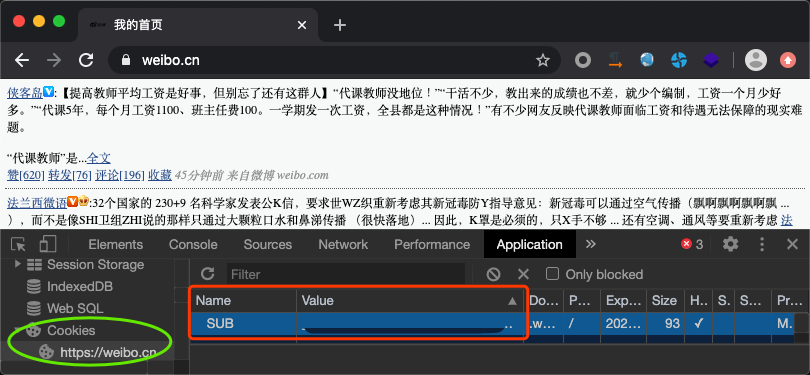 我的首页
weibo.cn
侠客岛:【提高教师平均工资是好事，但别忘了还有这群人】“代课教师没地位！”“干活不少，教出来的成绩也不差，就少个编制，工资一个月少好
多。”“代课5年，每个月工资1100、班主任费100。一学期发一次工资，全县都是这种情况！”有不少网友反映代课教师面临工资和待遇无法保障的现实难
题。
“代课教师”是...全文
赞[620] 转发[76] 评论[196] 收藏 45分钟前 来自微博 weibo.com
法兰西微语:32个国家的 230+9 名科学家发表公K信，要求世WZ织重新考虑其新冠毒防Y指导意见：新冠毒可以通过空气传播（飘啊飘啊飘啊飘 ...
），而不是像SHI卫组ZHI说的那样只通过大颗粒口水和鼻涕传播 （很快落地）... 因此，K罩是必须的，只X手不够 ... 还有空调、通风等要重新考虑 法
Elements Console Sources Network Performance Application » 3
Session Storage
IndexedDB
Web SQL
Cookies
https://weibo.cn
Filter Only blocked
Name Value Do... P... Exp... Size H... S.. S... Pr...
SUB .. .w... / 202... 93 ✓ M.